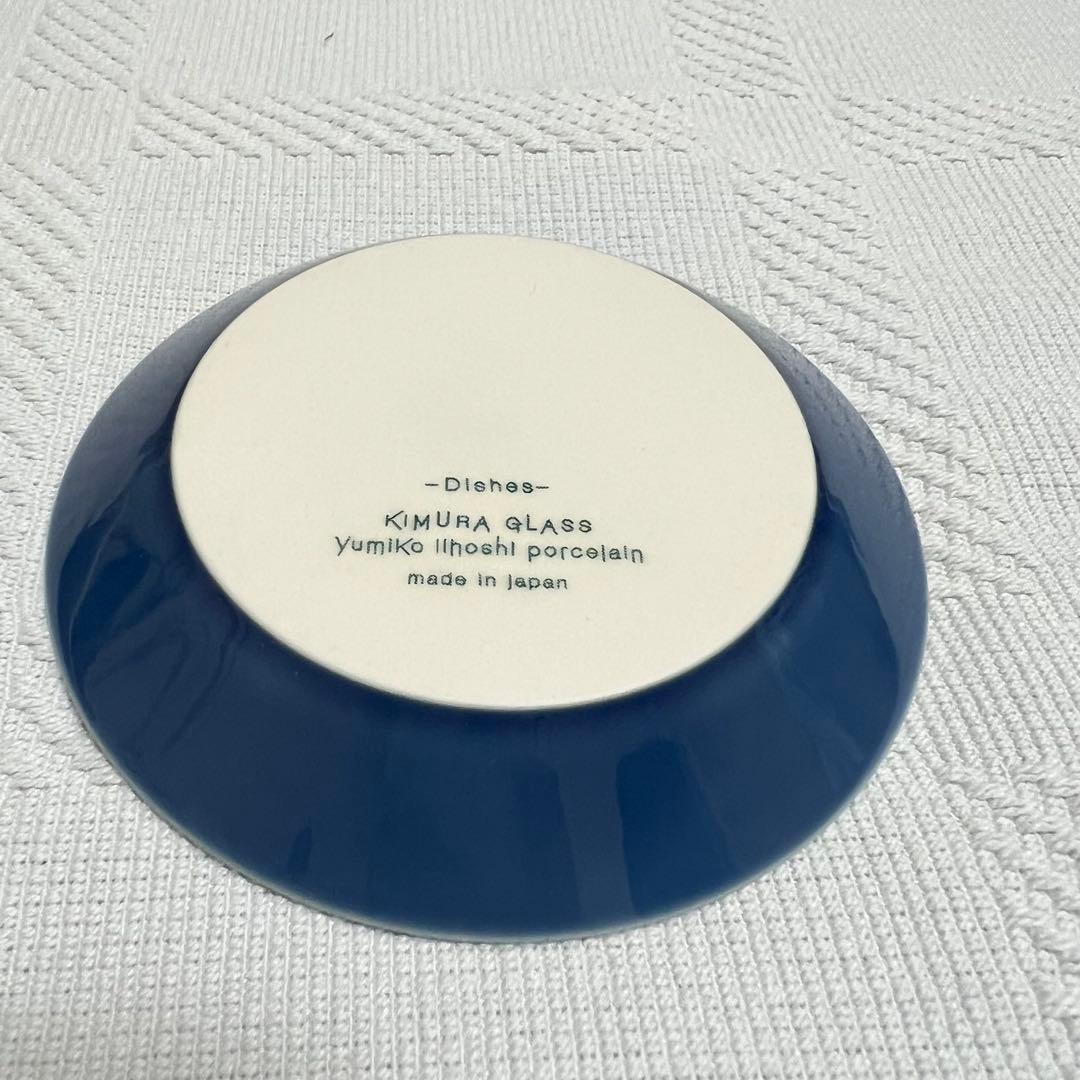 -Dishes-
KIMURA GLASS
yumiko iihoshi porcelain
made in japan